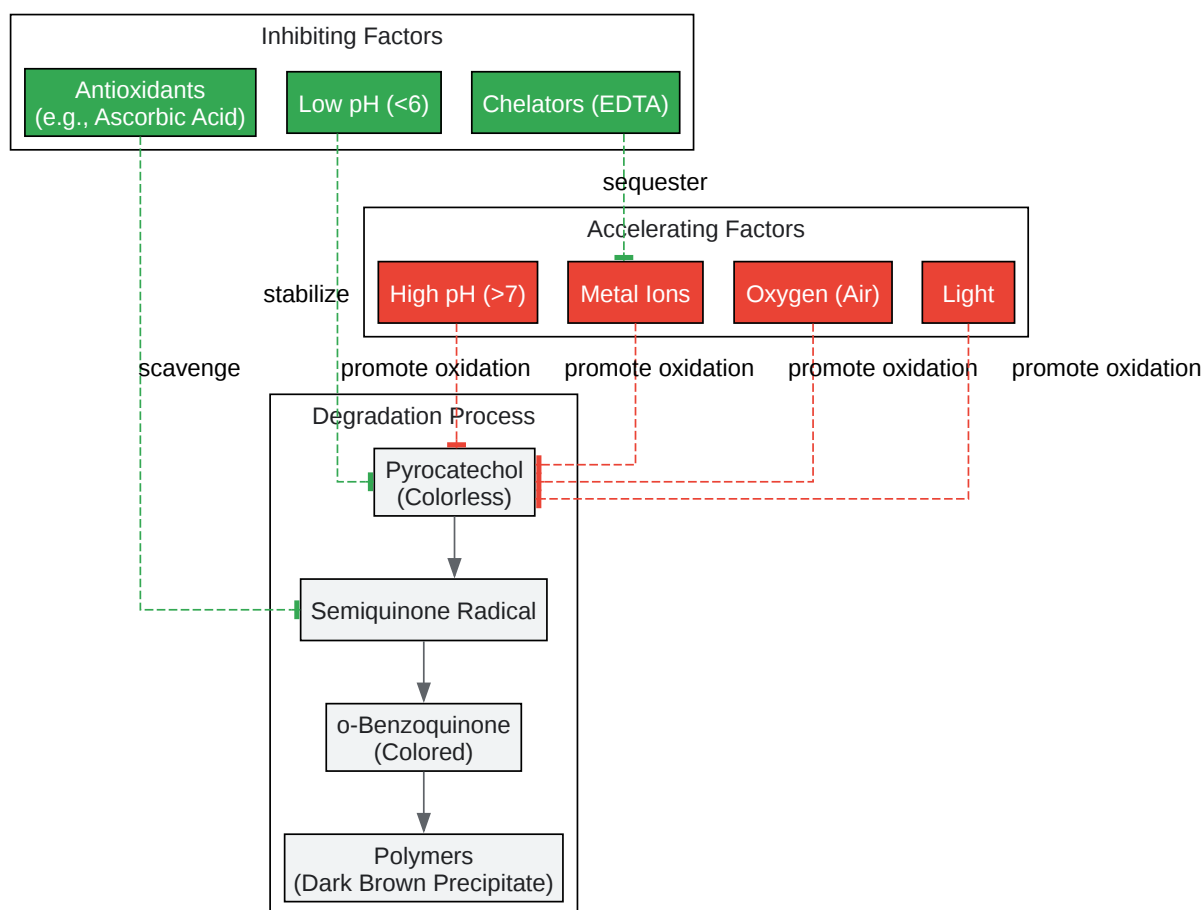 Inhibiting Factors
Antioxidants
(e.g., Ascorbic Acid)
Low pH (<6)
Chelators (EDTA)
sequester
Accelerating Factors
High pH (>7)
Metal Ions
Oxygen (Air)
Light
stabilize
scavenge
promote oxidation
promote oxidation
promote oxidation
promote oxidation
Degradation Process
Pyrocatechol
(Colorless)
Semiquinone Radical
o-Benzoquinone
(Colored)
Polymers
(Dark Brown Precipitate)